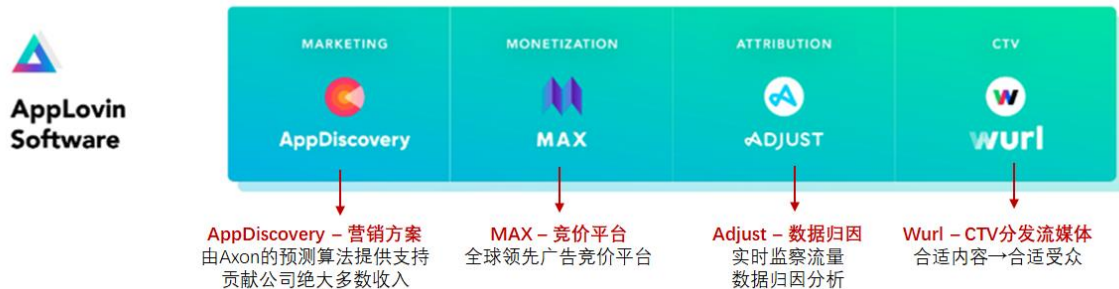 AppLovin
Software
MARKETING
AppDiscovery
MONETIZATION
MAX
ATTRIBUTION
ADJUST
CTV
wurl
AppDiscovery – 营销方案
由Axon的预测算法提供支持
贡献公司绝大多数收入
MAX – 竞价平台
全球领先广告竞价平台
Adjust – 数据归因
实时监察流量
数据归因分析
Wurl – CTV分发流媒体
合适内容→合适受众